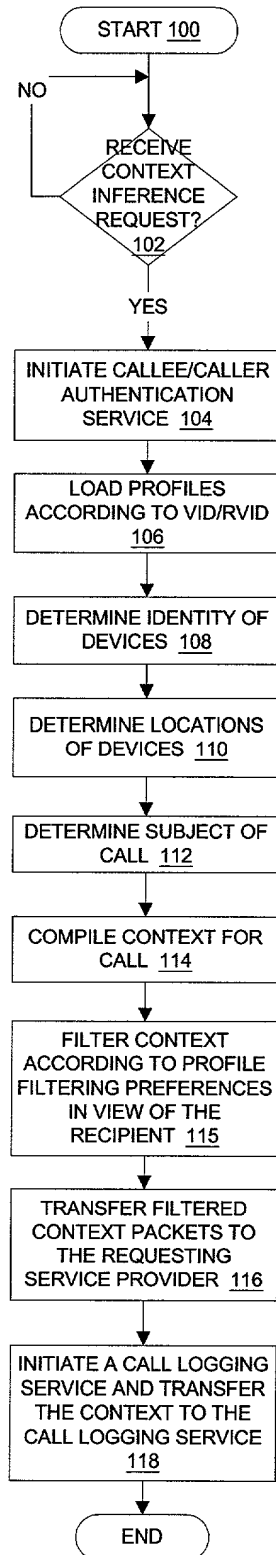 START 100
NO
RECEIVE
CONTEXT
INFERENCE
REQUEST?
102
YES
INITIATE CALLEE/CALLER
AUTHENTICATION
SERVICE 104
LOAD PROFILES
ACCORDING TO VID/RVID
106
DETERMINE IDENTITY OF
DEVICES 108
DETERMINE LOCATIONS
OF DEVICES 110
DETERMINE SUBJECT OF
CALL 112
COMPILE CONTEXT FOR
CALL 114
FILTER CONTEXT
ACCORDING TO PROFILE
FILTERING PREFERENCES
IN VIEW OF THE
RECIPIENT 115
TRANSFER FILTERED
CONTEXT PACKETS TO
THE REQUESTING
SERVICE PROVIDER 116
INITIATE A CALL LOGGING
SERVICE AND TRANSFER
THE CONTEXT TO THE
CALL LOGGING SERVICE
118
END